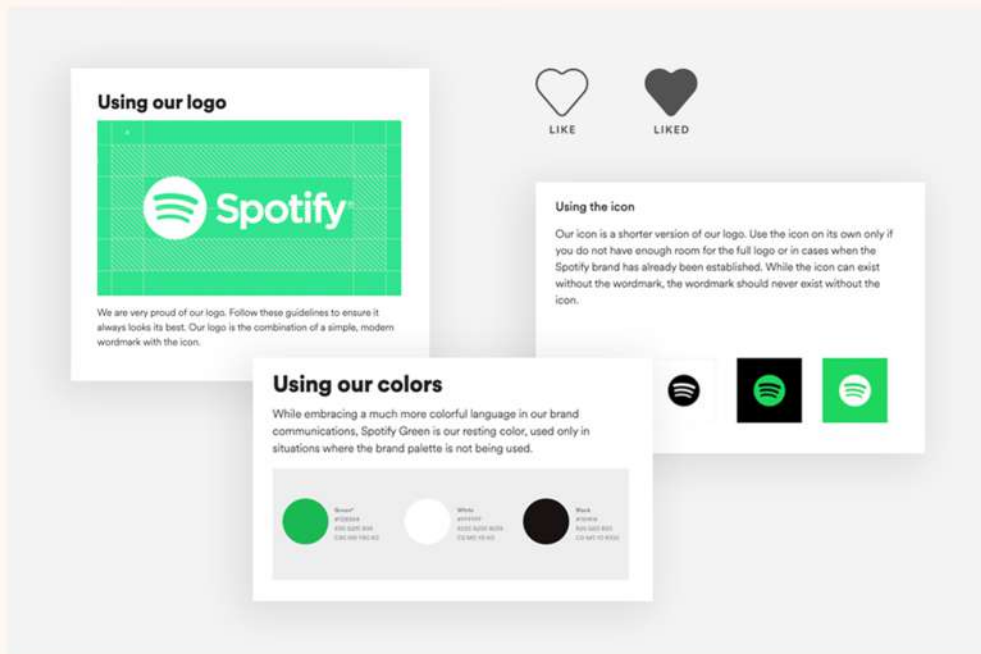 Using our logo
Spotify
We are very proud of our logo. Follow these guidelines to ensure it
always looks its best. Our logo is the combination of a simple, modern
wordmark with the icon.
LIKE
LIKED
Using the icon
Our icon is a shorter version of our logo. Use the icon on its own only if
you do not have enough room for the full logo or in cases when the
Spotify brand has already been established. While the icon can exist
without the wordmark, the wordmark should never exist without the
icon.
Using our colors
While embracing a much more colorful language in our brand
communications, Spotify Green is our resting color, used only in
situations where the brand palette is not being used.
Green*
White
#FFFFFF
Black